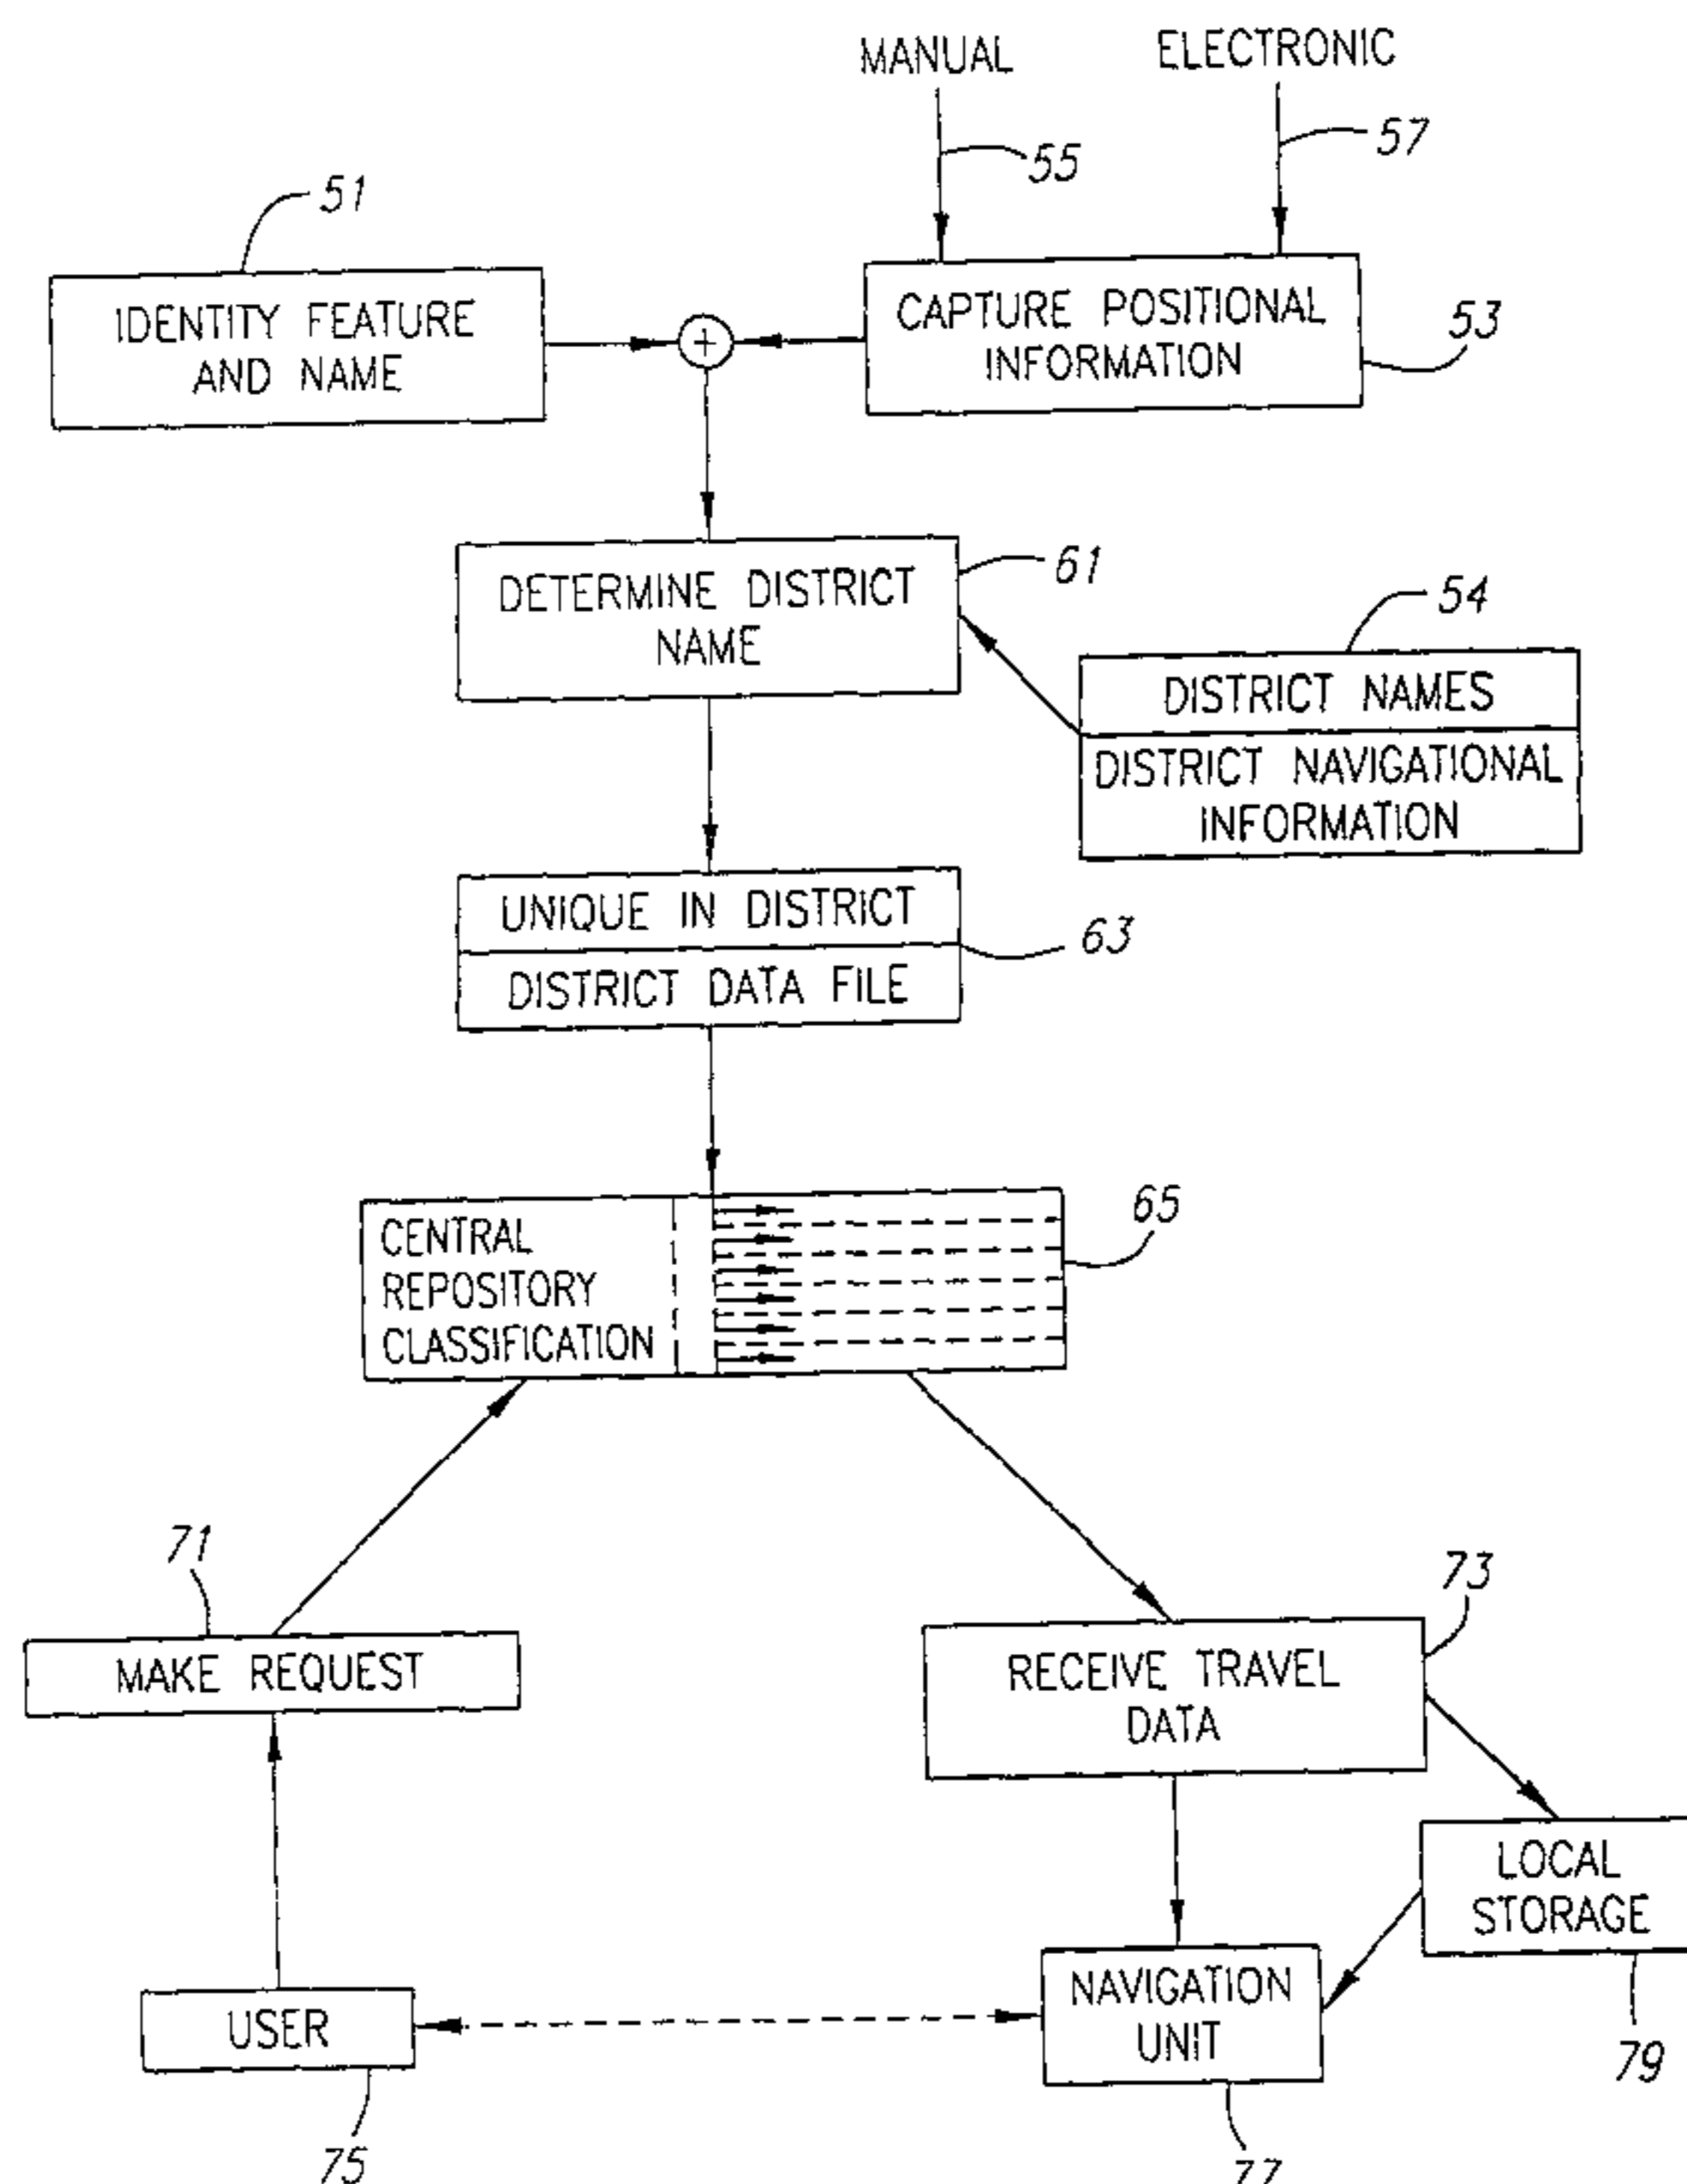 MANUAL
ELECTRONIC
55
57
51
IDENTITY FEATURE
AND NAME
CAPTURE POSITIONAL
INFORMATION
53
+
DETERMINE DISTRICT
NAME
61
54
DISTRICT NAMES
DISTRICT NAVIGATIONAL
INFORMATION
UNIQUE IN DISTRICT
DISTRICT DATA FILE
63
CENTRAL
REPOSITORY
CLASSIFICATION
65
71
MAKE REQUEST
73
RECEIVE TRAVEL
DATA
LOCAL
STORAGE
79
USER
75
NAVIGATION
UNIT
77